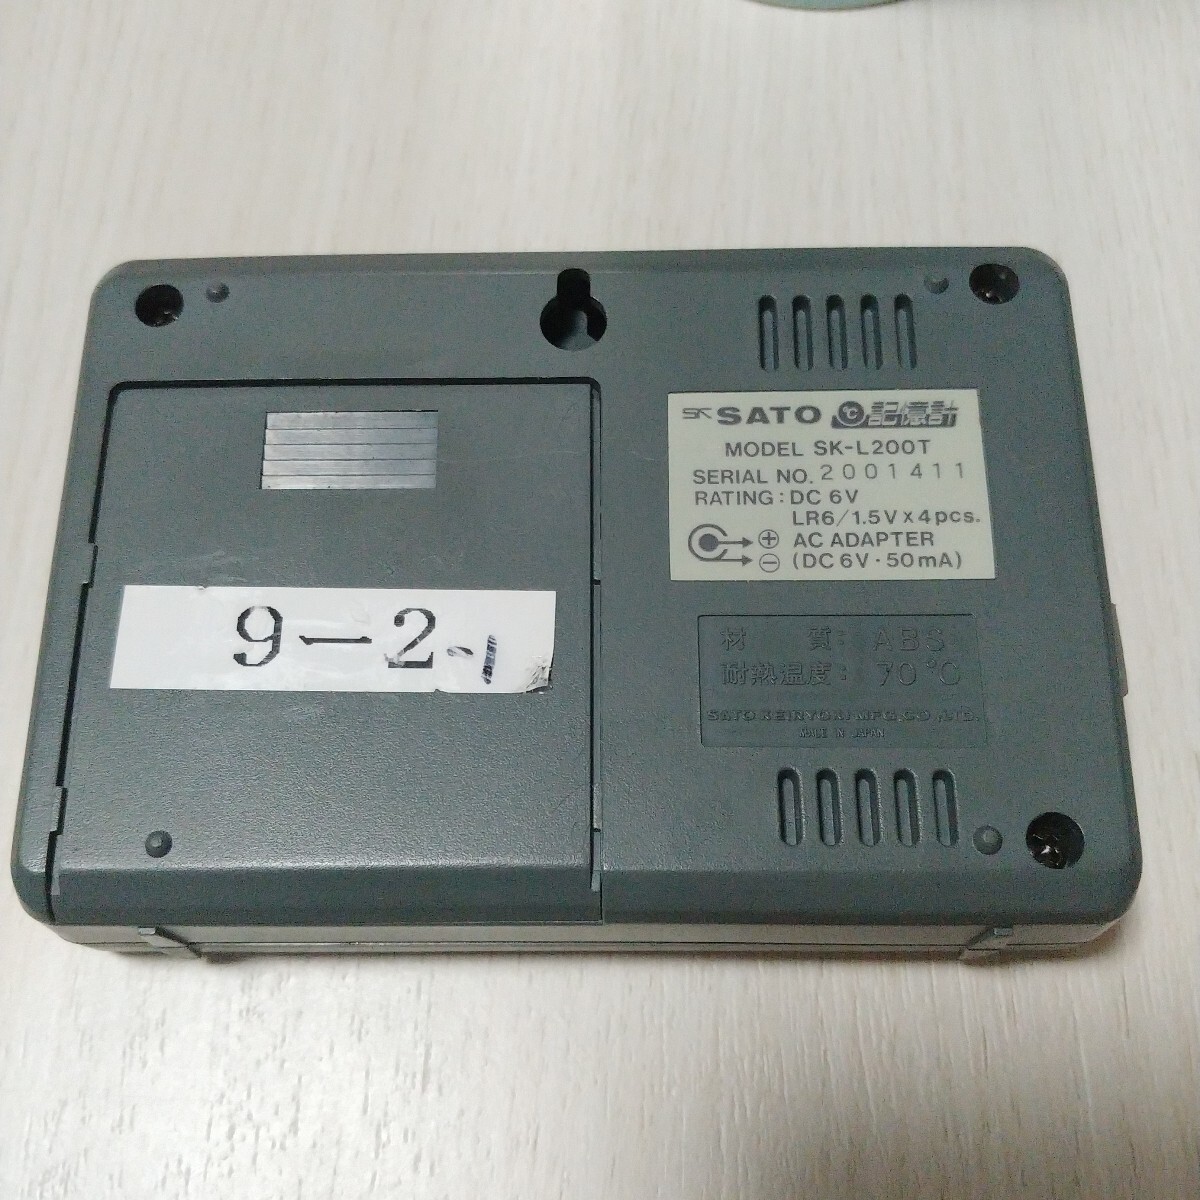 SK SATO ℃記憶計
MODEL SK-L200T
SERIAL NO. 2001411
RATING: DC 6V
LR6/1.5V x 4pcs.
⊕ AC ADAPTER
⊖ (DC 6V・50mA)
9-2-1
材 質: ABS
耐熱温度: 70℃
SATO KEIRYOKI MFG.CO.,LTD.
MADE IN JAPAN